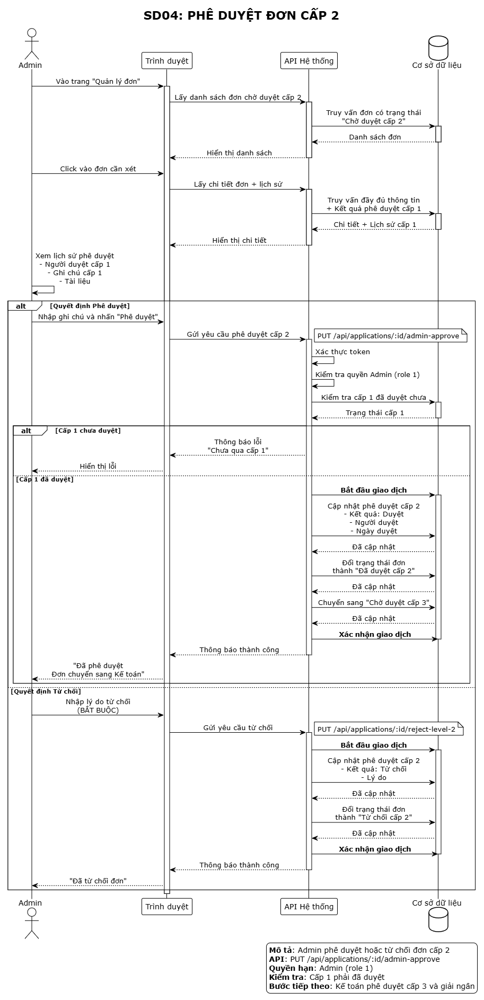 SD04: PHÊ DUYỆT ĐƠN CẤP 2
Admin
Trình duyệt
API Hệ thống
Cơ sở dữ liệu
Vào trang "Quản lý đơn"
Lấy danh sách đơn chờ duyệt cấp 2
Truy vấn đơn có trạng thái
"Chờ duyệt cấp 2"
Danh sách đơn
Hiển thị danh sách
Click vào đơn cần xét
Lấy chi tiết đơn + lịch sử
Truy vấn đầy đủ thông tin
+ Kết quả phê duyệt cấp 1
Chi tiết + Lịch sử cấp 1
Hiển thị chi tiết
Xem lịch sử phê duyệt
- Người duyệt cấp 1
- Ghi chú cấp 1
- Tài liệu
alt
[Quyết định Phê duyệt]
Nhập ghi chú và nhấn "Phê duyệt"
Gửi yêu cầu phê duyệt cấp 2
PUT /api/applications/:id/admin-approve
Xác thực token
Kiểm tra quyền Admin (role 1)
Kiểm tra cấp 1 đã duyệt chưa
Trạng thái cấp 1
alt
[Cấp 1 chưa duyệt]
Thông báo lỗi
"Chưa qua cấp 1"
Hiển thị lỗi
[Cấp 1 đã duyệt]
Bắt đầu giao dịch
Cập nhật phê duyệt cấp 2
- Kết quả: Duyệt
- Người duyệt
- Ngày duyệt
Đã cập nhật
Đổi trạng thái đơn
thành "Đã duyệt cấp 2"
Đã cập nhật
Chuyển sang "Chờ duyệt cấp 3"
Đã cập nhật
Xác nhận giao dịch
Thông báo thành công
"Đã phê duyệt
Đơn chuyển sang Kế toán"
[Quyết định Từ chối]
Nhập lý do từ chối
(BẮT BUỘC)
Gửi yêu cầu từ chối
PUT /api/applications/:id/reject-level-2
Bắt đầu giao dịch
Cập nhật phê duyệt cấp 2
- Kết quả: Từ chối
- Lý do
Đã cập nhật
Đổi trạng thái đơn
thành "Từ chối cấp 2"
Đã cập nhật
Xác nhận giao dịch
Thông báo thành công
"Đã từ chối đơn"
Admin
Trình duyệt
API Hệ thống
Cơ sở dữ liệu
Mô tả: Admin phê duyệt hoặc từ chối đơn cấp 2
API: PUT /api/applications/:id/admin-approve
Quyền hạn: Admin (role 1)
Kiểm tra: Cấp 1 phải đã duyệt
Bước tiếp theo: Kế toán phê duyệt cấp 3 và giải ngân